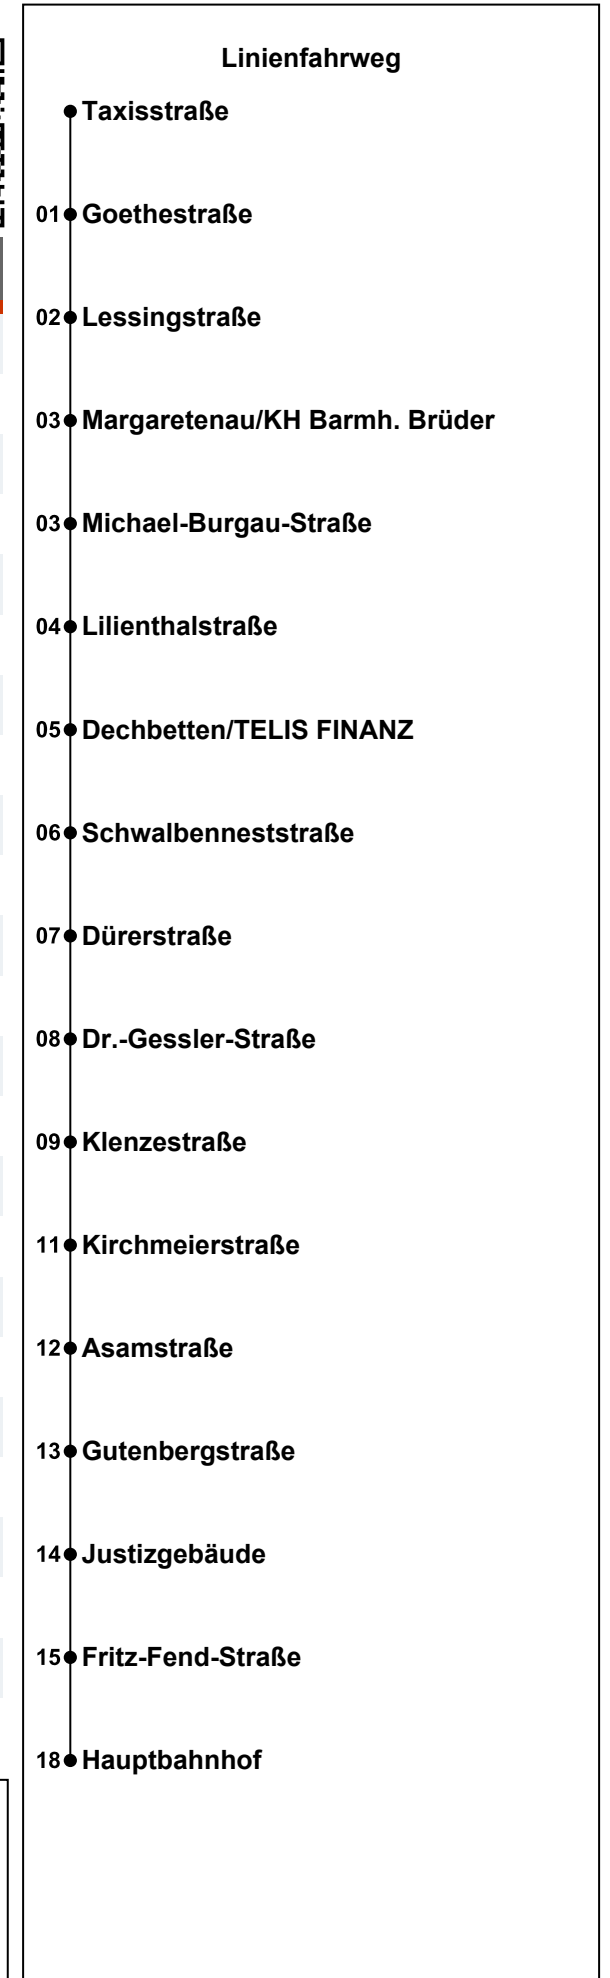 Linienfahrweg
Taxisstraße
01 Goethestraße
02 Lessingstraße
03 Margaretenau/KH Barmh. Brüder
03 Michael-Burgau-Straße
04 Lilienthalstraße
05 Dechbetten/TELIS FINANZ
06 Schwalbenneststraße
07 Dürerstraße
08 Dr.-Gessler-Straße
09 Klenzestraße
11 Kirchmeierstraße
12 Asamstraße
13 Gutenbergstraße
14 Justizgebäude
15 Fritz-Fend-Straße
18 Hauptbahnhof